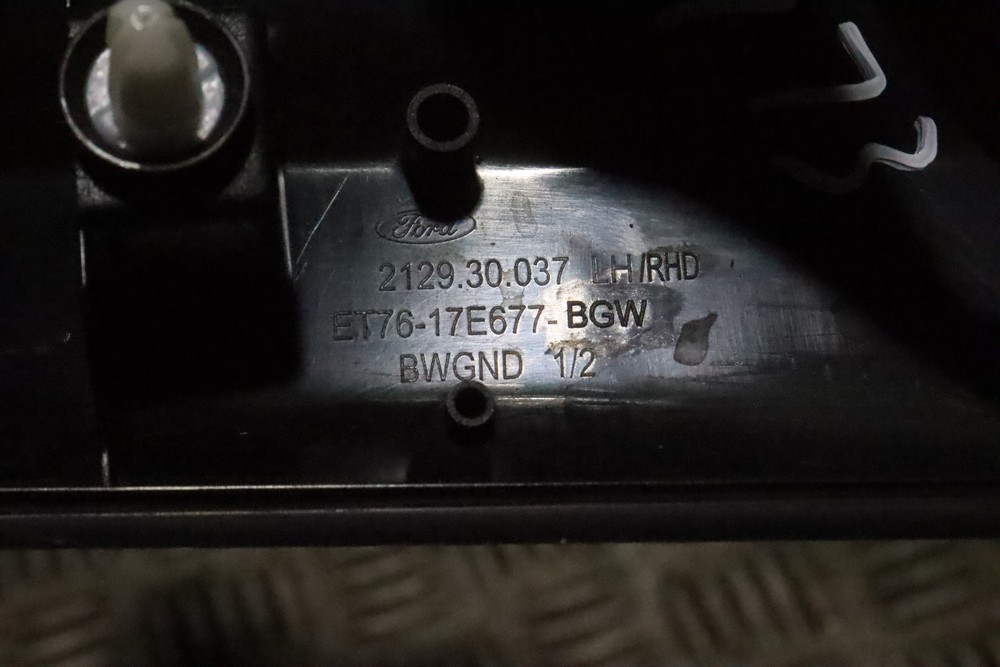 Ford
2129.30.037 LH/RHD
ET76-17E677-BGW
BWGND 1/2